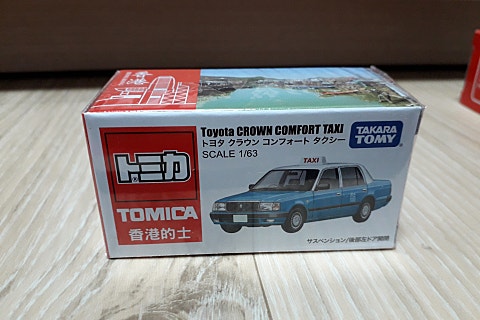 香港
Toyota CROWN COMFORT TAXI
トヨタ クラウン コンフォート タクシー
SCALE 1/63
TAKARA
TOMY
トミカ
TOMICA
香港的士
TAXI
サスペンション/後部左ドア開閉